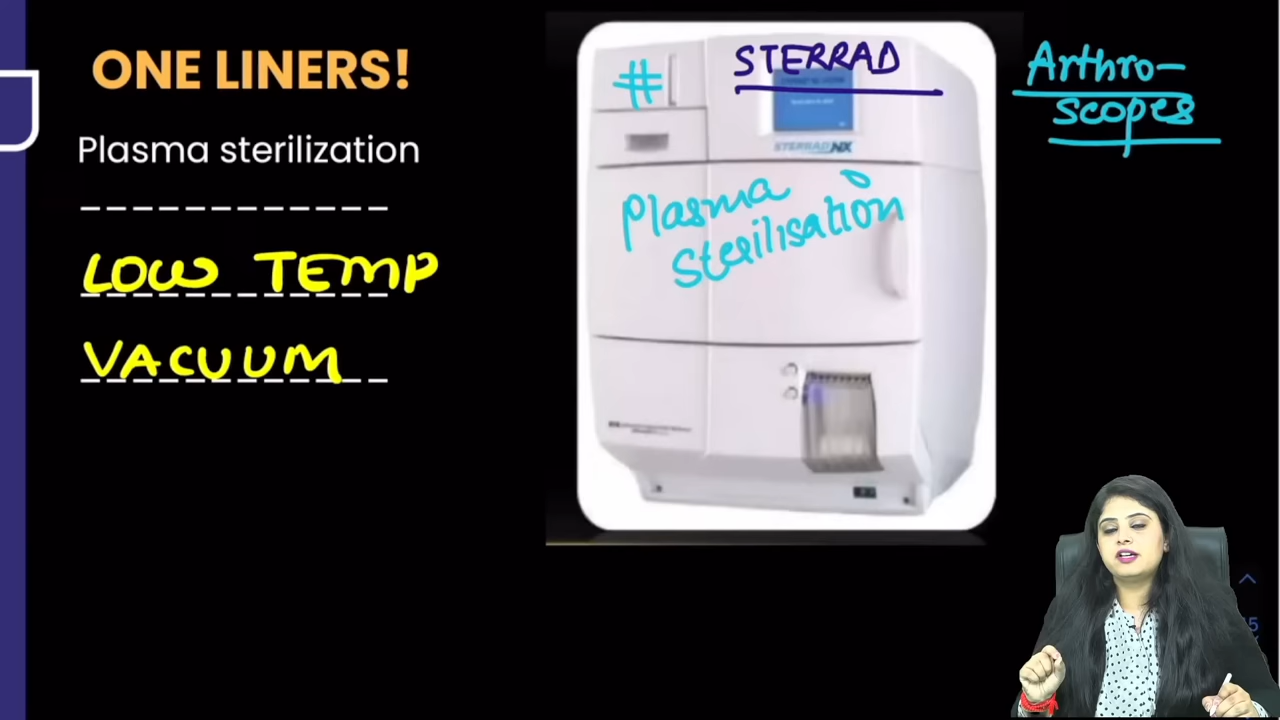 ONE LINERS!
Plasma sterilization
LOW TEMP
VACUUM
#
STERRAD
STERRAD NX
Plasma
Sterilisation
Arthro-
scopes